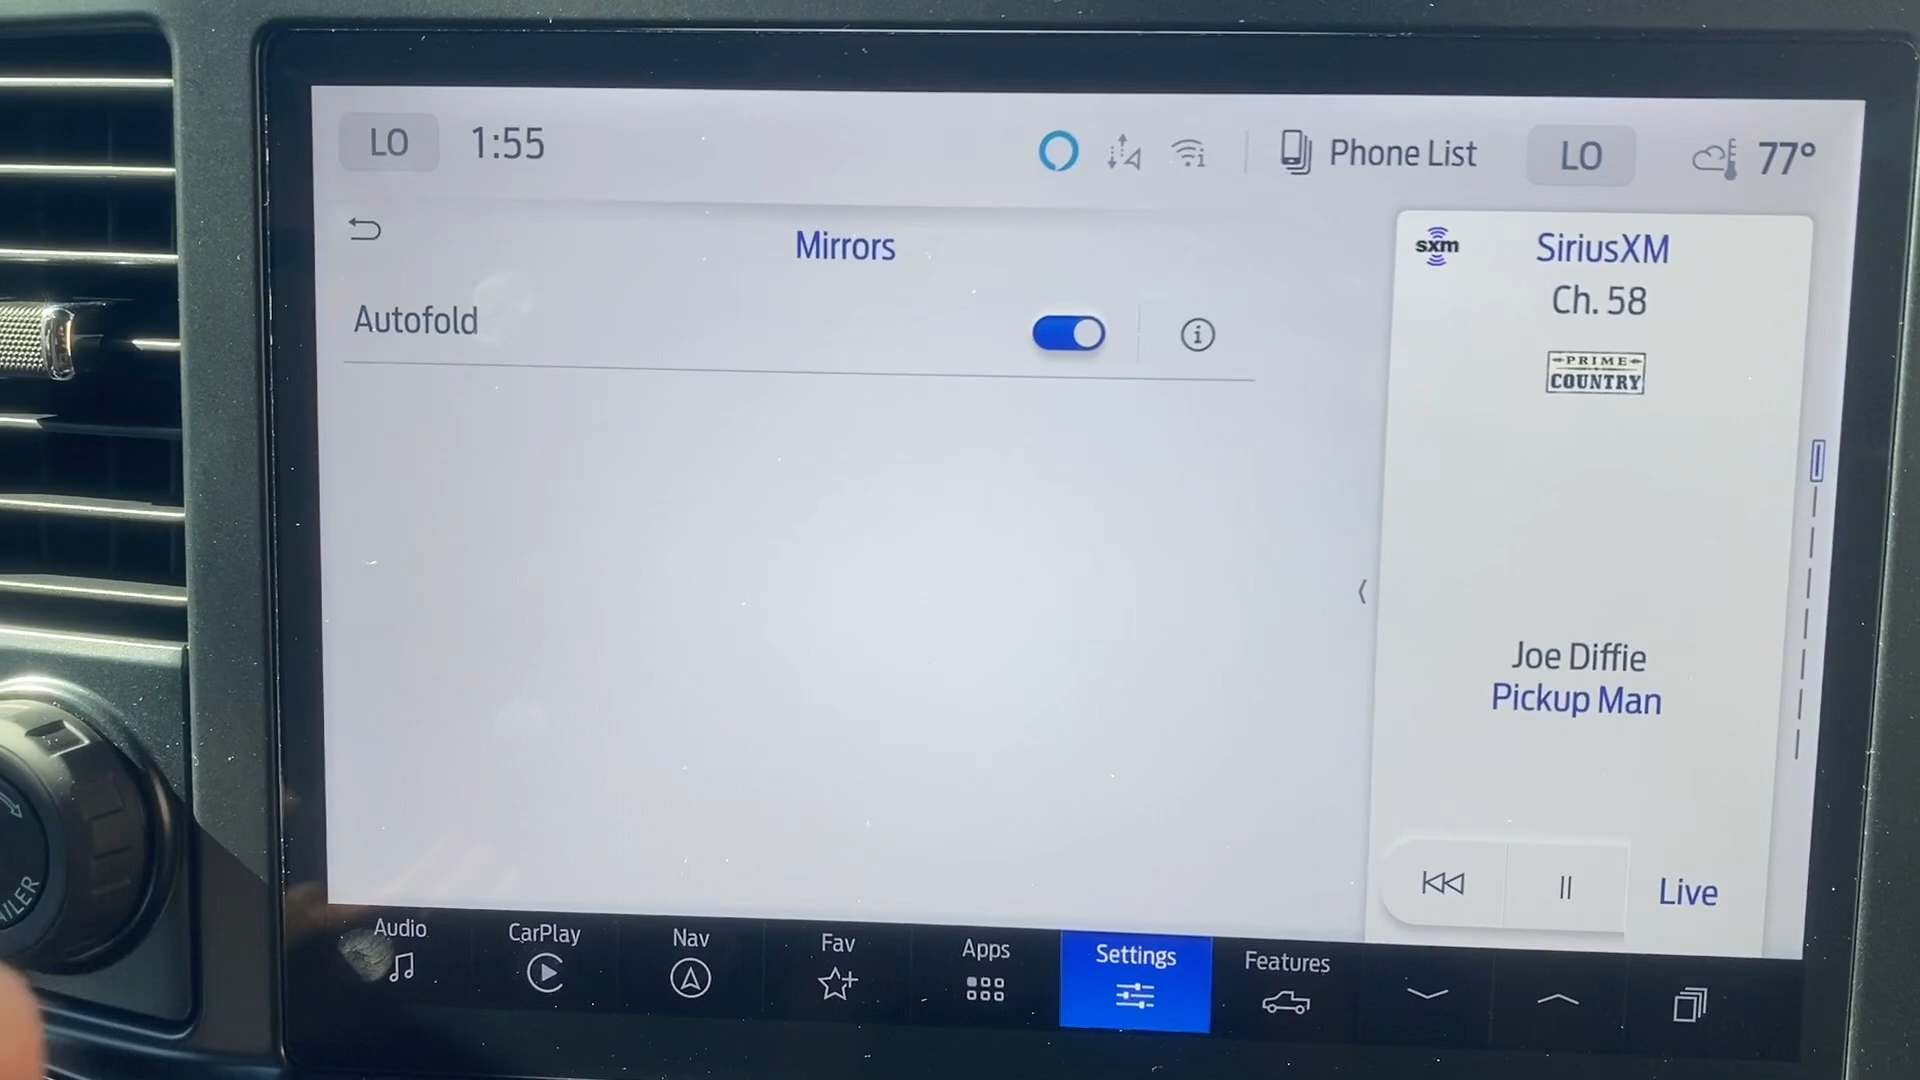 LO
1:55
Phone List
LO
77°
Mirrors
Autofold
sxm
SiriusXM
Ch. 58
PRIME
COUNTRY
Joe Diffie
Pickup Man
Live
Audio
CarPlay
Nav
Fav
Apps
Settings
Features